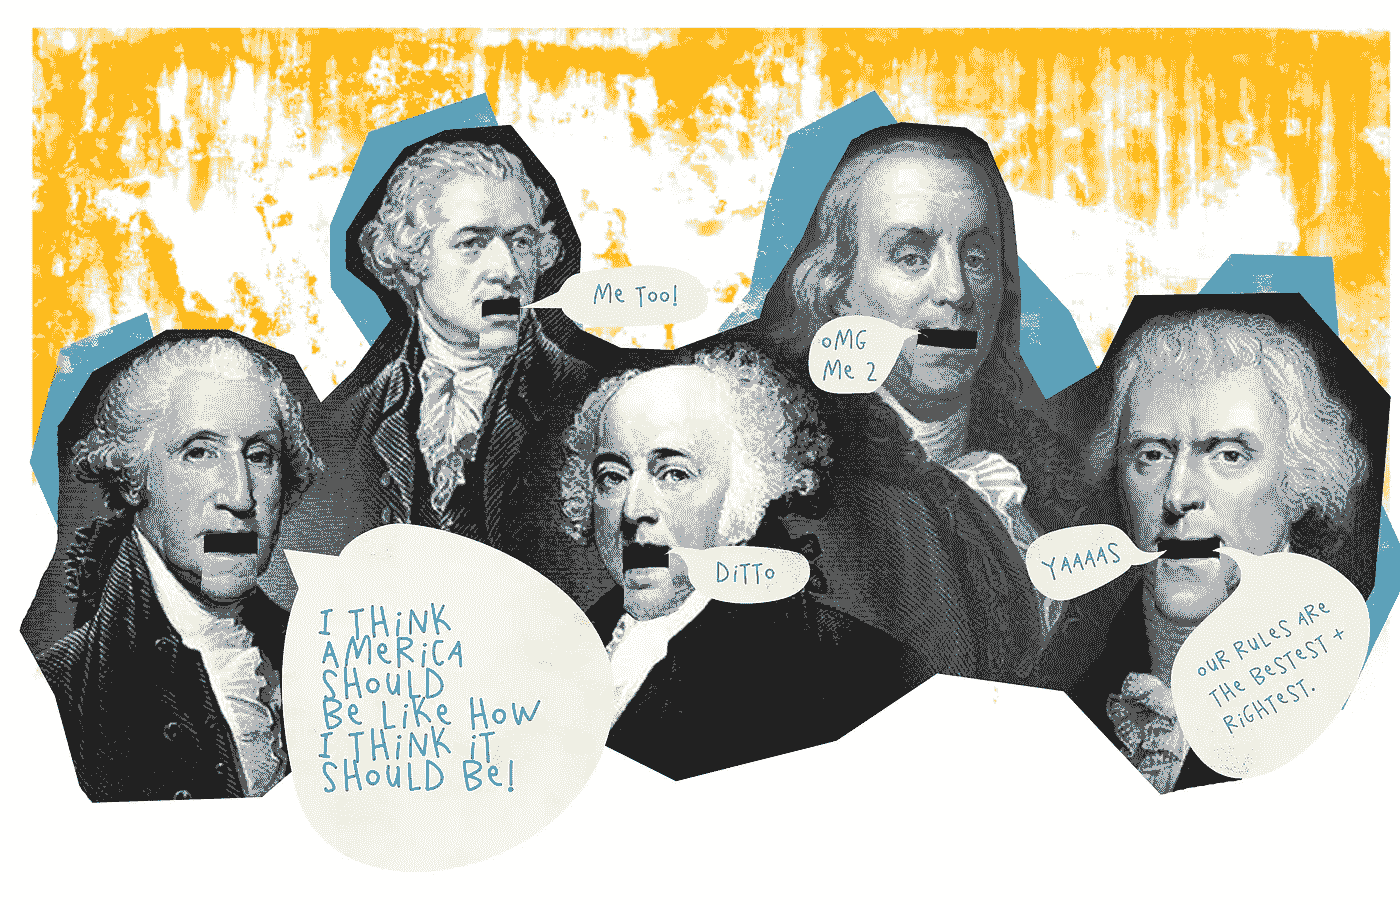 Me Too!
oMG
Me 2
DiTTo
YAAAAS
I THiNK
AMeRiCA
SHouLD
Be LiKe HoW
I THiNK iT
SHouLD Be!
ouR RuLeS ARe
THe BeSTeST +
RiGHTeST.